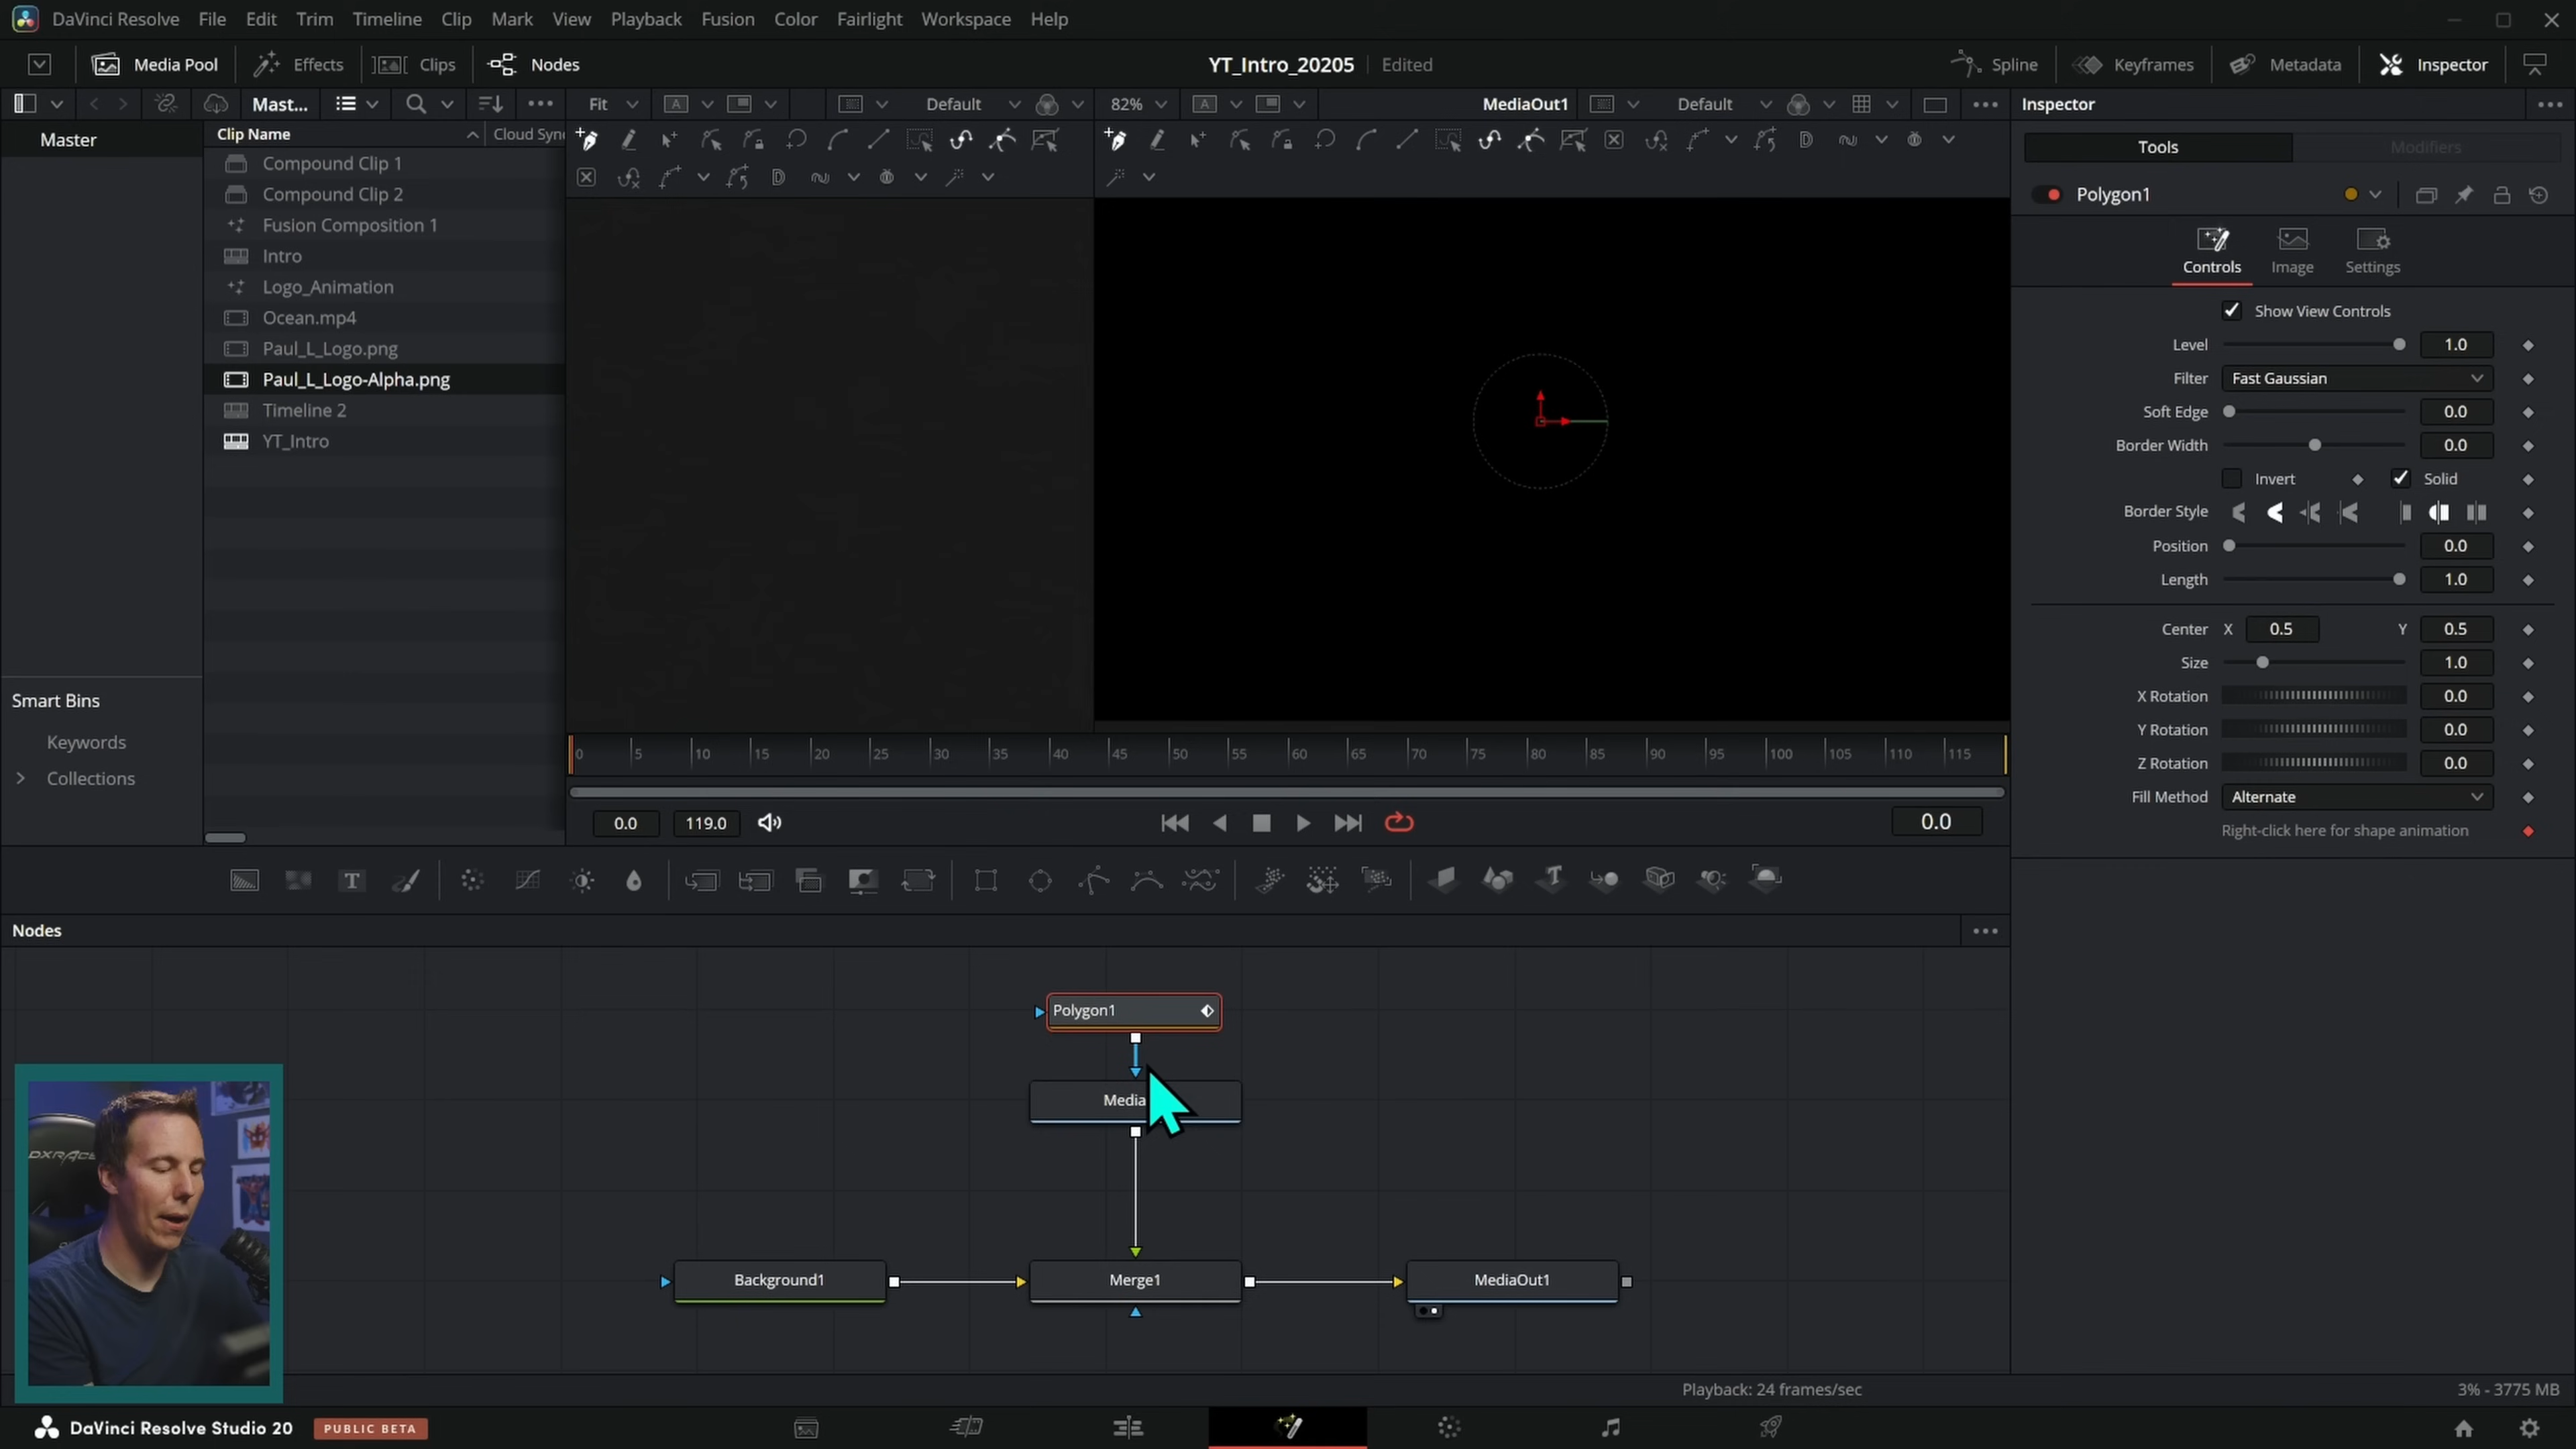 DaVinci Resolve File Edit Trim Timeline Clip Mark View Playback Fusion Color Fairlight Workspace Help
Media Pool Effects Clips Nodes YT_Intro_20205 Edited Spline Keyframes Metadata Inspector
Mast... Fit Default 82% MediaOut1 Default Inspector
Master
Clip Name Cloud Sync
Compound Clip 1
Compound Clip 2
Fusion Composition 1
Intro
Logo_Animation
Ocean.mp4
Paul_L_Logo.png
Paul_L_Logo-Alpha.png
Timeline 2
YT_Intro
Smart Bins
Keywords
Collections
0 5 10 15 20 25 30 35 40 45 50 55 60 65 70 75 80 85 90 95 100 105 110 115
0.0 119.0 0.0
Tools Modifiers
Polygon1
Controls Image Settings
Show View Controls
Level 1.0
Filter Fast Gaussian
Soft Edge 0.0
Border Width 0.0
Invert Solid
Border Style
Position 0.0
Length 1.0
Center X 0.5 Y 0.5
Size 1.0
X Rotation 0.0
Y Rotation 0.0
Z Rotation 0.0
Fill Method Alternate
Right-click here for shape animation
Nodes
Polygon1
Media
Background1 Merge1 MediaOut1
DXRACE
Playback: 24 frames/sec 3% - 3775 MB
DaVinci Resolve Studio 20 PUBLIC BETA